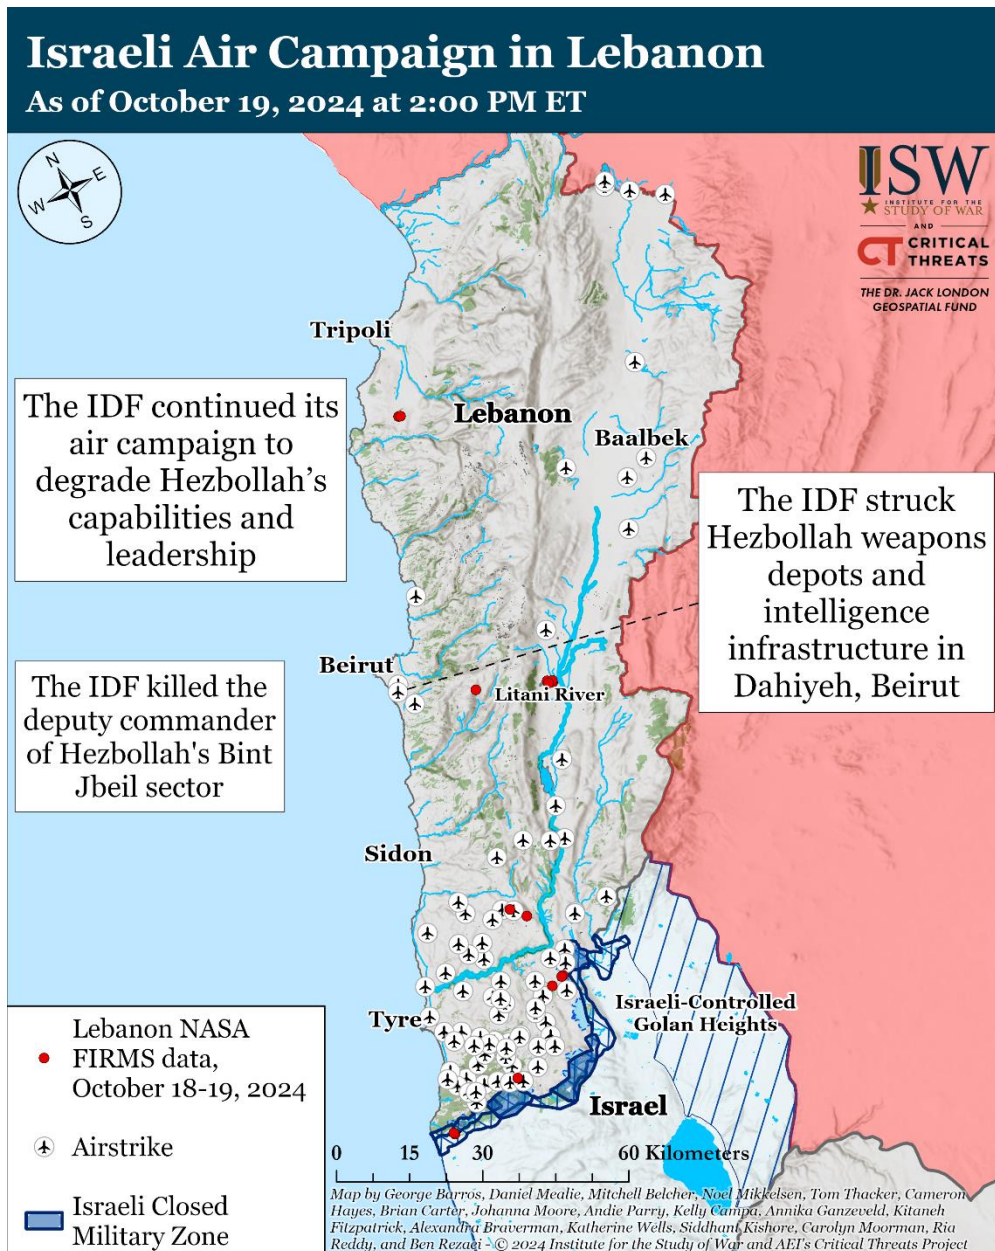 Israeli Air Campaign in Lebanon
As of October 19, 2024 at 2:00 PM ET
N
E
W
S
ISW
INSTITUTE FOR THE
STUDY OF WAR
AND
CT CRITICAL
THREATS
THE DR. JACK LONDON
GEOSPATIAL FUND
Tripoli
The IDF continued its
air campaign to
degrade Hezbollah’s
capabilities and
leadership
Lebanon
Baalbek
The IDF struck
Hezbollah weapons
depots and
intelligence
infrastructure in
Dahiyeh, Beirut
Beirut
Litani River
The IDF killed the
deputy commander
of Hezbollah's Bint
Jbeil sector
Sidon
Tyre
Israeli-Controlled
Golan Heights
Israel
Lebanon NASA
FIRMS data,
October 18-19, 2024
Airstrike
Israeli Closed
Military Zone
0 15 30 60 Kilometers
Map by George Barros, Daniel Mealie, Mitchell Belcher, Noel Mikkelsen, Tom Thacker, Cameron
Hayes, Brian Carter, Johanna Moore, Andie Parry, Kelly Campa, Annika Ganzeveld, Kitaneh
Fitzpatrick, Alexandra Braverman, Katherine Wells, Siddhant Kishore, Carolyn Moorman, Ria
Reddy, and Ben Rezaei - © 2024 Institute for the Study of War and AEI's Critical Threats Project